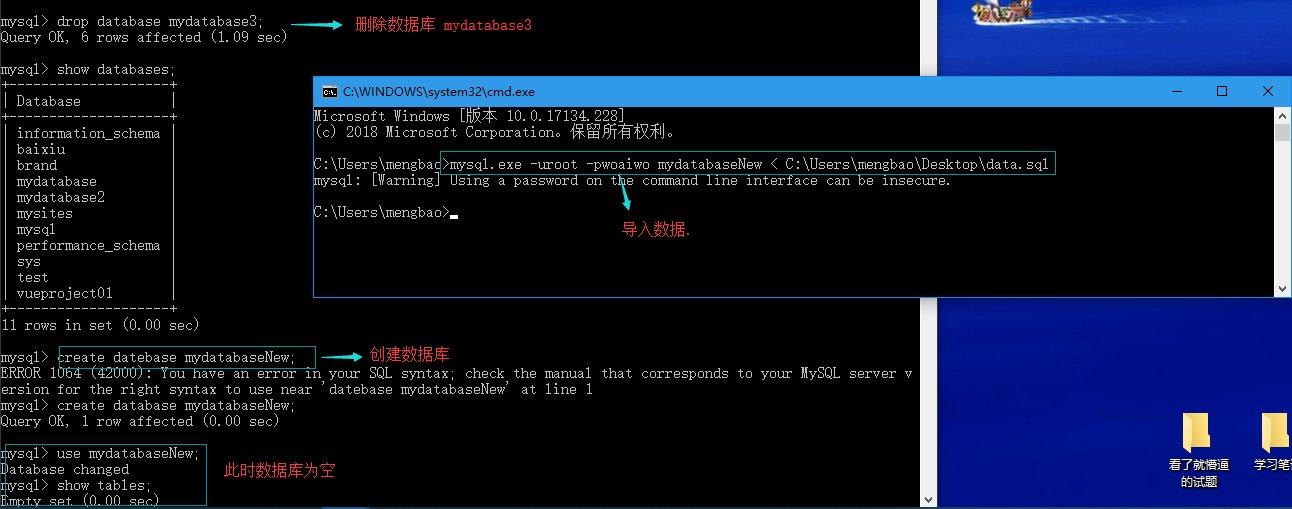 mysql> drop database mydatabase3;
删除数据库 mydatabase3
Query OK, 6 rows affected (1.09 sec)
mysql> show databases;
+--------------------+
| Database           |
+--------------------+
| information_schema |
| baixiu             |
| brand              |
| mydatabase         |
| mydatabase2        |
| mysites            |
| mysql              |
| performance_schema |
| sys                |
| test               |
| vueproject01       |
+--------------------+
11 rows in set (0.00 sec)
C:\WINDOWS\system32\cmd.exe
Microsoft Windows [版本 10.0.17134.228]
(c) 2018 Microsoft Corporation。保留所有权利。
C:\Users\mengbao>mysql.exe -uroot -pwoaiwo mydatabaseNew < C:\Users\mengbao\Desktop\data.sql
mysql: [Warning] Using a password on the command line interface can be insecure.
C:\Users\mengbao>
导入数据.
mysql> create datebase mydatabaseNew;
创建数据库
ERROR 1064 (42000): You have an error in your SQL syntax; check the manual that corresponds to your MySQL server v
ersion for the right syntax to use near 'datebase mydatabaseNew' at line 1
mysql> create database mydatabaseNew;
Query OK, 1 row affected (0.00 sec)
mysql> use mydatabaseNew;
Database changed
此时数据库为空
mysql> show tables;
Empty set (0.00 sec)
看了就懵逼
的试题
学习笔